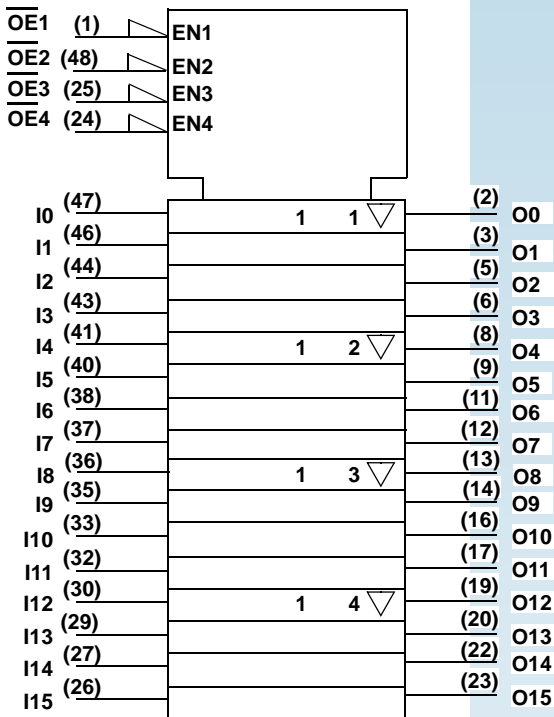 OE1 (1) EN1
OE2 (48) EN2
OE3 (25) EN3
OE4 (24) EN4
I0 (47) 1 1 (2) O0
I1 (46) (3) O1
I2 (44) (5) O2
I3 (43) (6) O3
I4 (41) 1 2 (8) O4
I5 (40) (9) O5
I6 (38) (11) O6
I7 (37) (12) O7
I8 (36) 1 3 (13) O8
I9 (35) (14) O9
I10 (33) (16) O10
I11 (32) (17) O11
I12 (30) 1 4 (19) O12
I13 (29) (20) O13
I14 (27) (22) O14
I15 (26) (23) O15